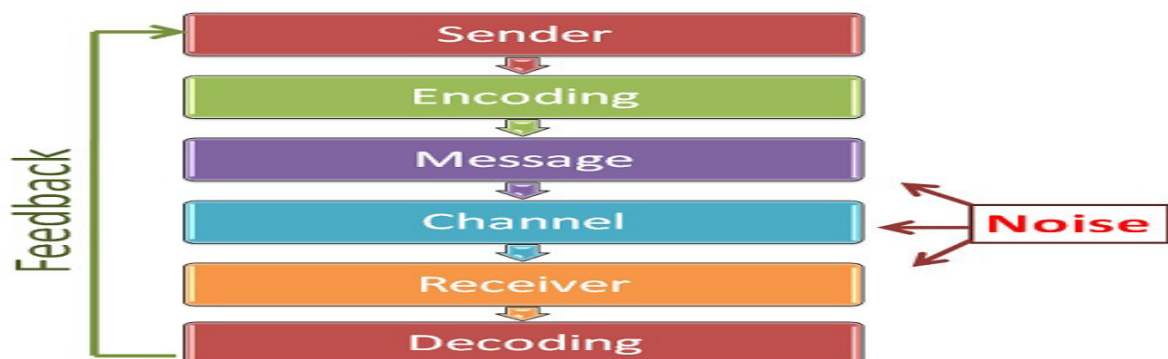 Sender
Encoding
Message
Channel
Receiver
Decoding
Feedback
Noise